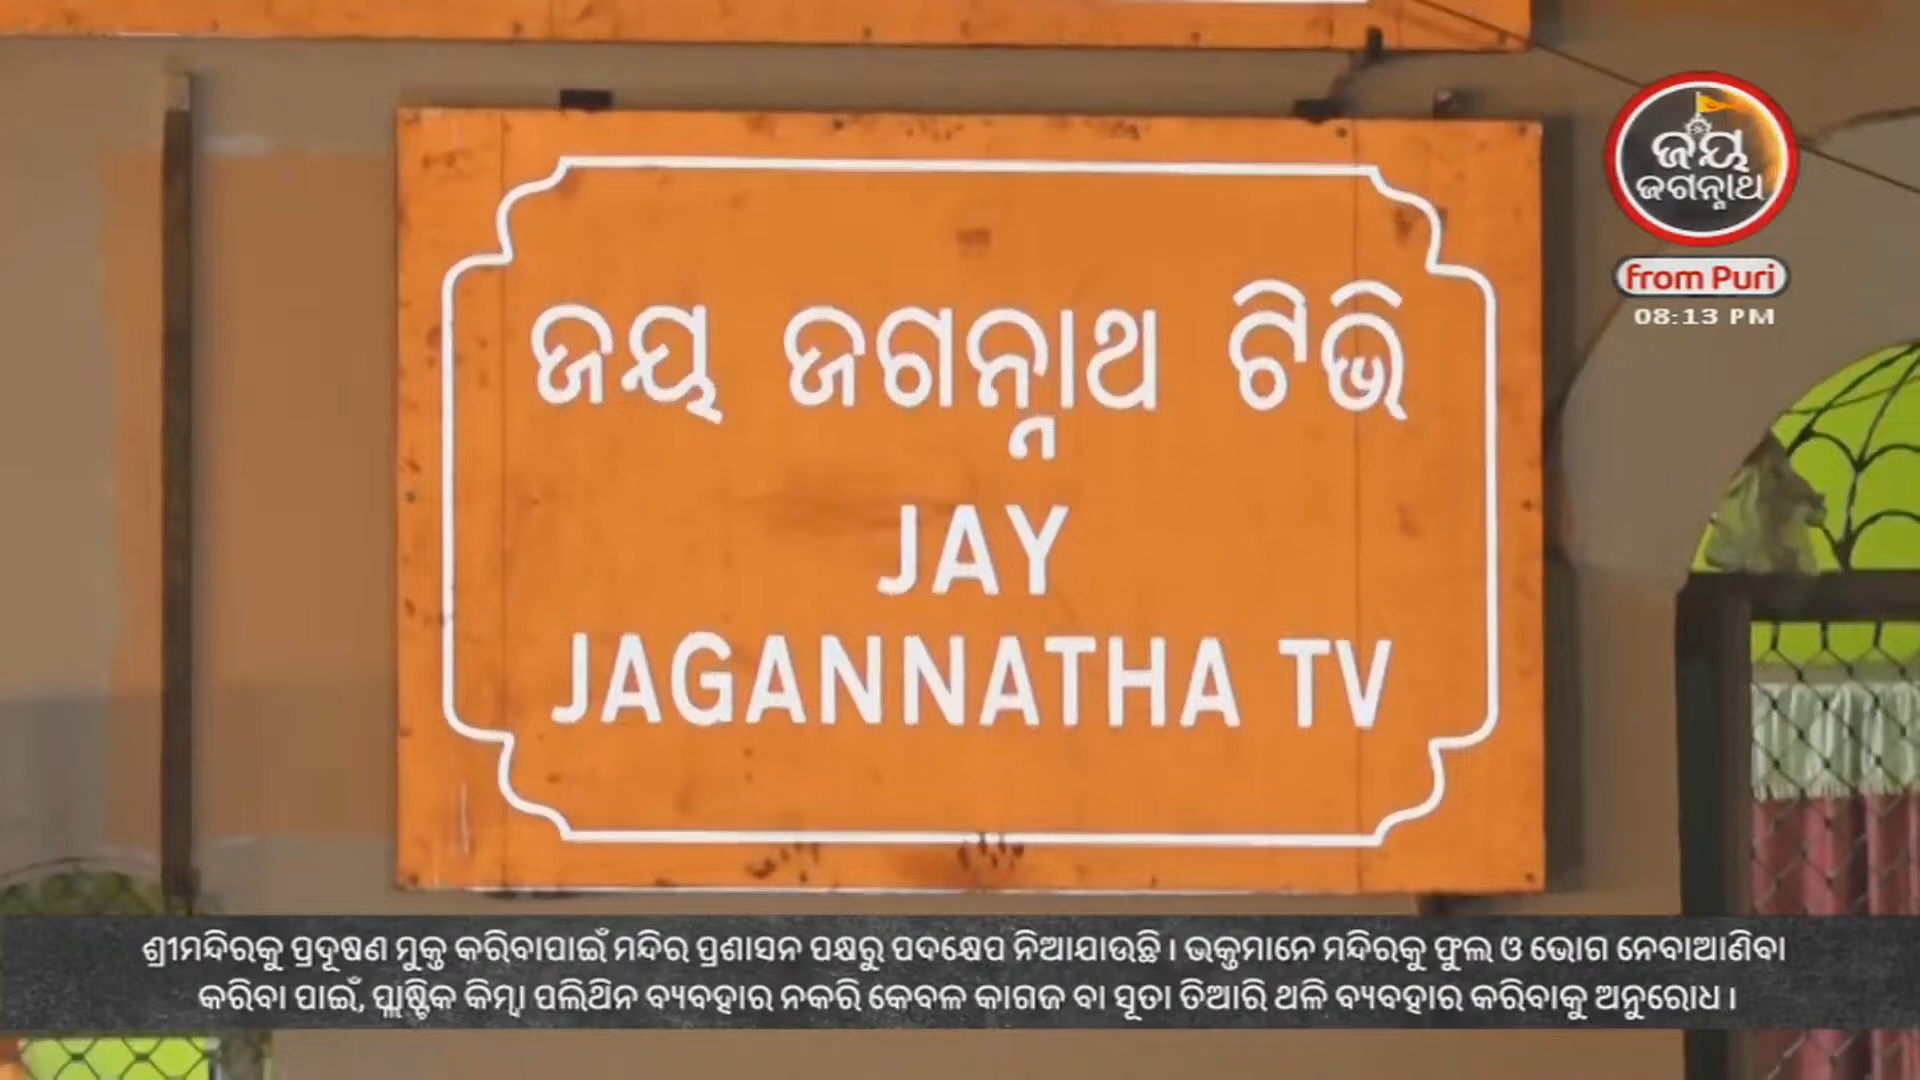 ଜୟ
ଜଗନ୍ନାଥ
from Puri
08:13 PM
ଜୟ ଜଗନ୍ନାଥ ଟିଭି
JAY
JAGANNATHA TV
ଶ୍ରୀମନ୍ଦିରକୁ ପ୍ରଦୂଷଣ ମୁକ୍ତ କରିବାପାଇଁ ମନ୍ଦିର ପ୍ରଶାସନ ପକ୍ଷରୁ ପଦକ୍ଷେପ ନିଆଯାଉଛି । ଭକ୍ତମାନେ ମନ୍ଦିରକୁ ଫୁଲ ଓ ଭୋଗ ନେବାଆଣିବା
କରିବା ପାଇଁ, ପ୍ଲାଷ୍ଟିକ କିମ୍ବା ପଲିଥିନ ବ୍ୟବହାର ନକରି କେବଳ କାଗଜ ବା ସୂତା ତିଆରି ଥଳି ବ୍ୟବହାର କରିବାକୁ ଅନୁରୋଧ ।